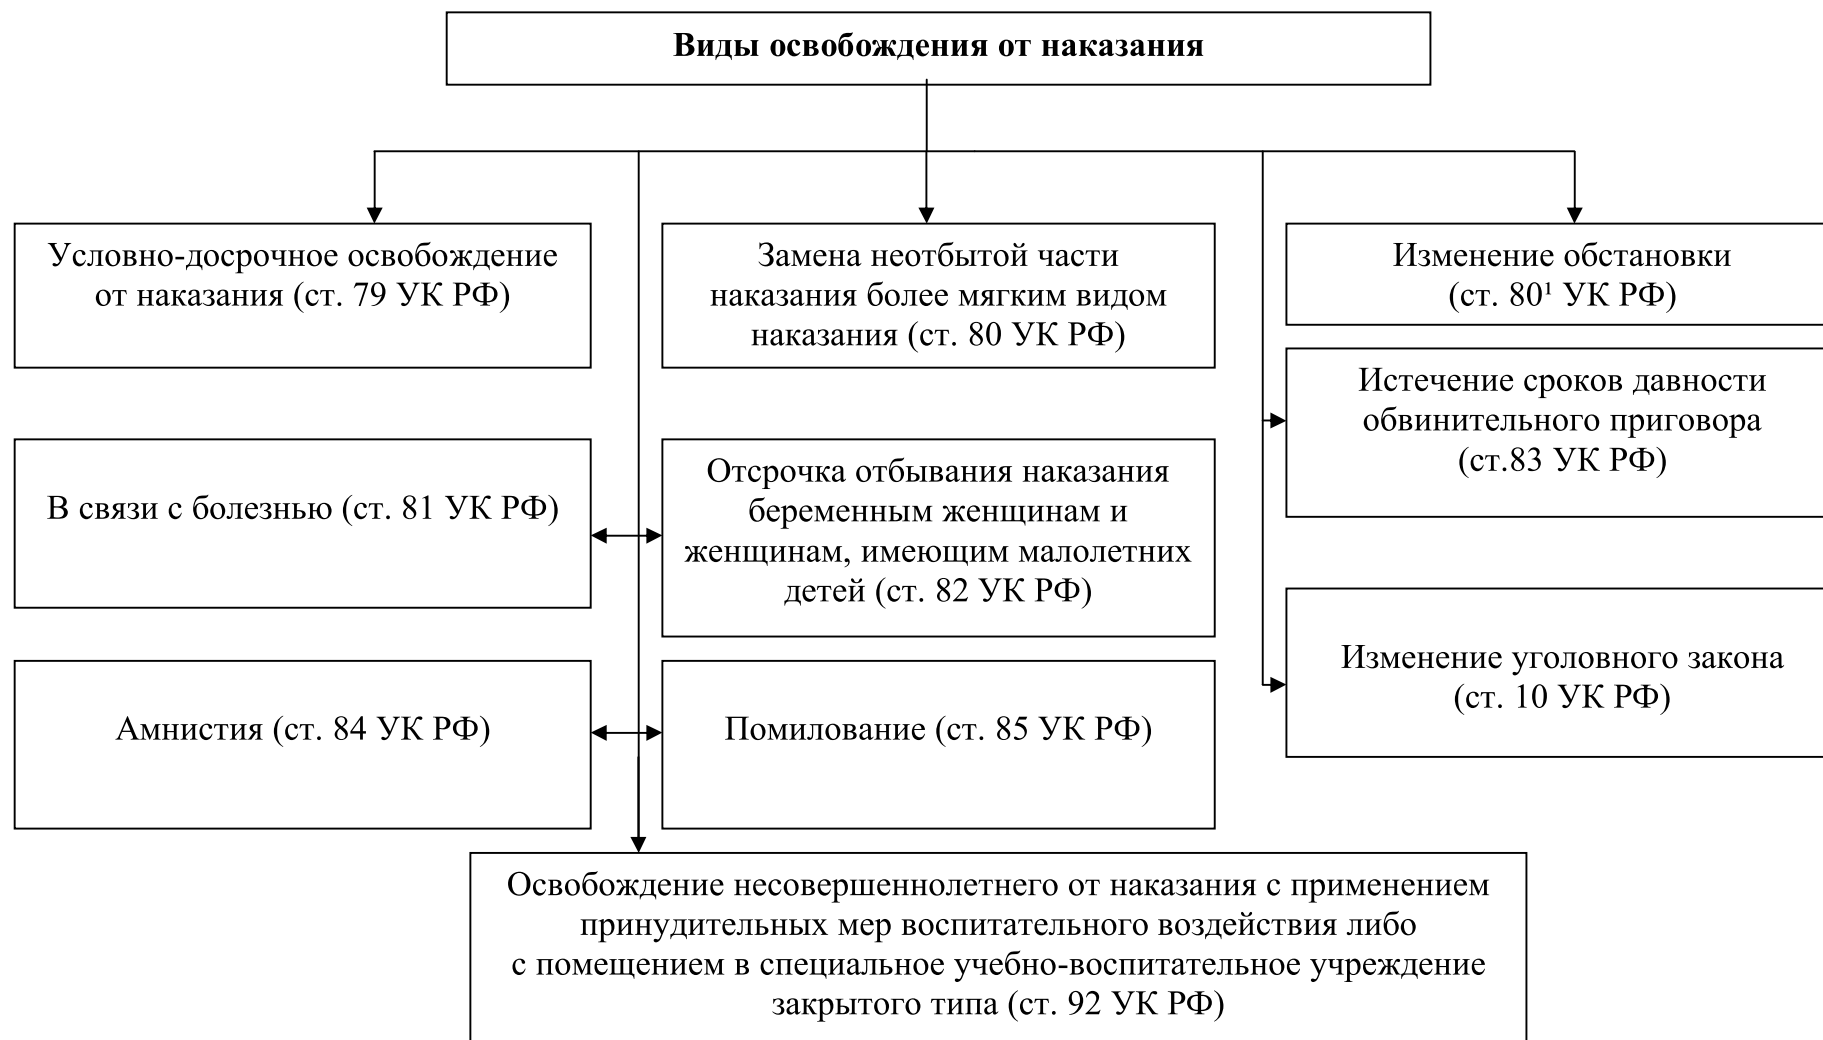 Виды освобождения от наказания
Условно-досрочное освобождение
от наказания (ст. 79 УК РФ)
Замена неотбытой части
наказания более мягким видом
наказания (ст. 80 УК РФ)
Изменение обстановки
(ст. 80¹ УК РФ)
Истечение сроков давности
обвинительного приговора
(ст.83 УК РФ)
В связи с болезнью (ст. 81 УК РФ)
Отсрочка отбывания наказания
беременным женщинам и
женщинам, имеющим малолетних
детей (ст. 82 УК РФ)
Изменение уголовного закона
(ст. 10 УК РФ)
Амнистия (ст. 84 УК РФ)
Помилование (ст. 85 УК РФ)
Освобождение несовершеннолетнего от наказания с применением
принудительных мер воспитательного воздействия либо
с помещением в специальное учебно-воспитательное учреждение
закрытого типа (ст. 92 УК РФ)